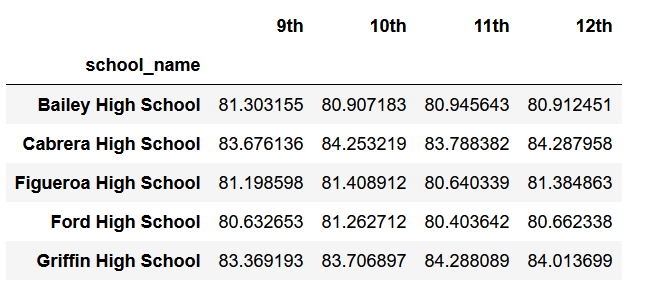 9th 10th 11th 12th
school_name
Bailey High School 81.303155 80.907183 80.945643 80.912451
Cabrera High School 83.676136 84.253219 83.788382 84.287958
Figueroa High School 81.198598 81.408912 80.640339 81.384863
Ford High School 80.632653 81.262712 80.403642 80.662338
Griffin High School 83.369193 83.706897 84.288089 84.013699